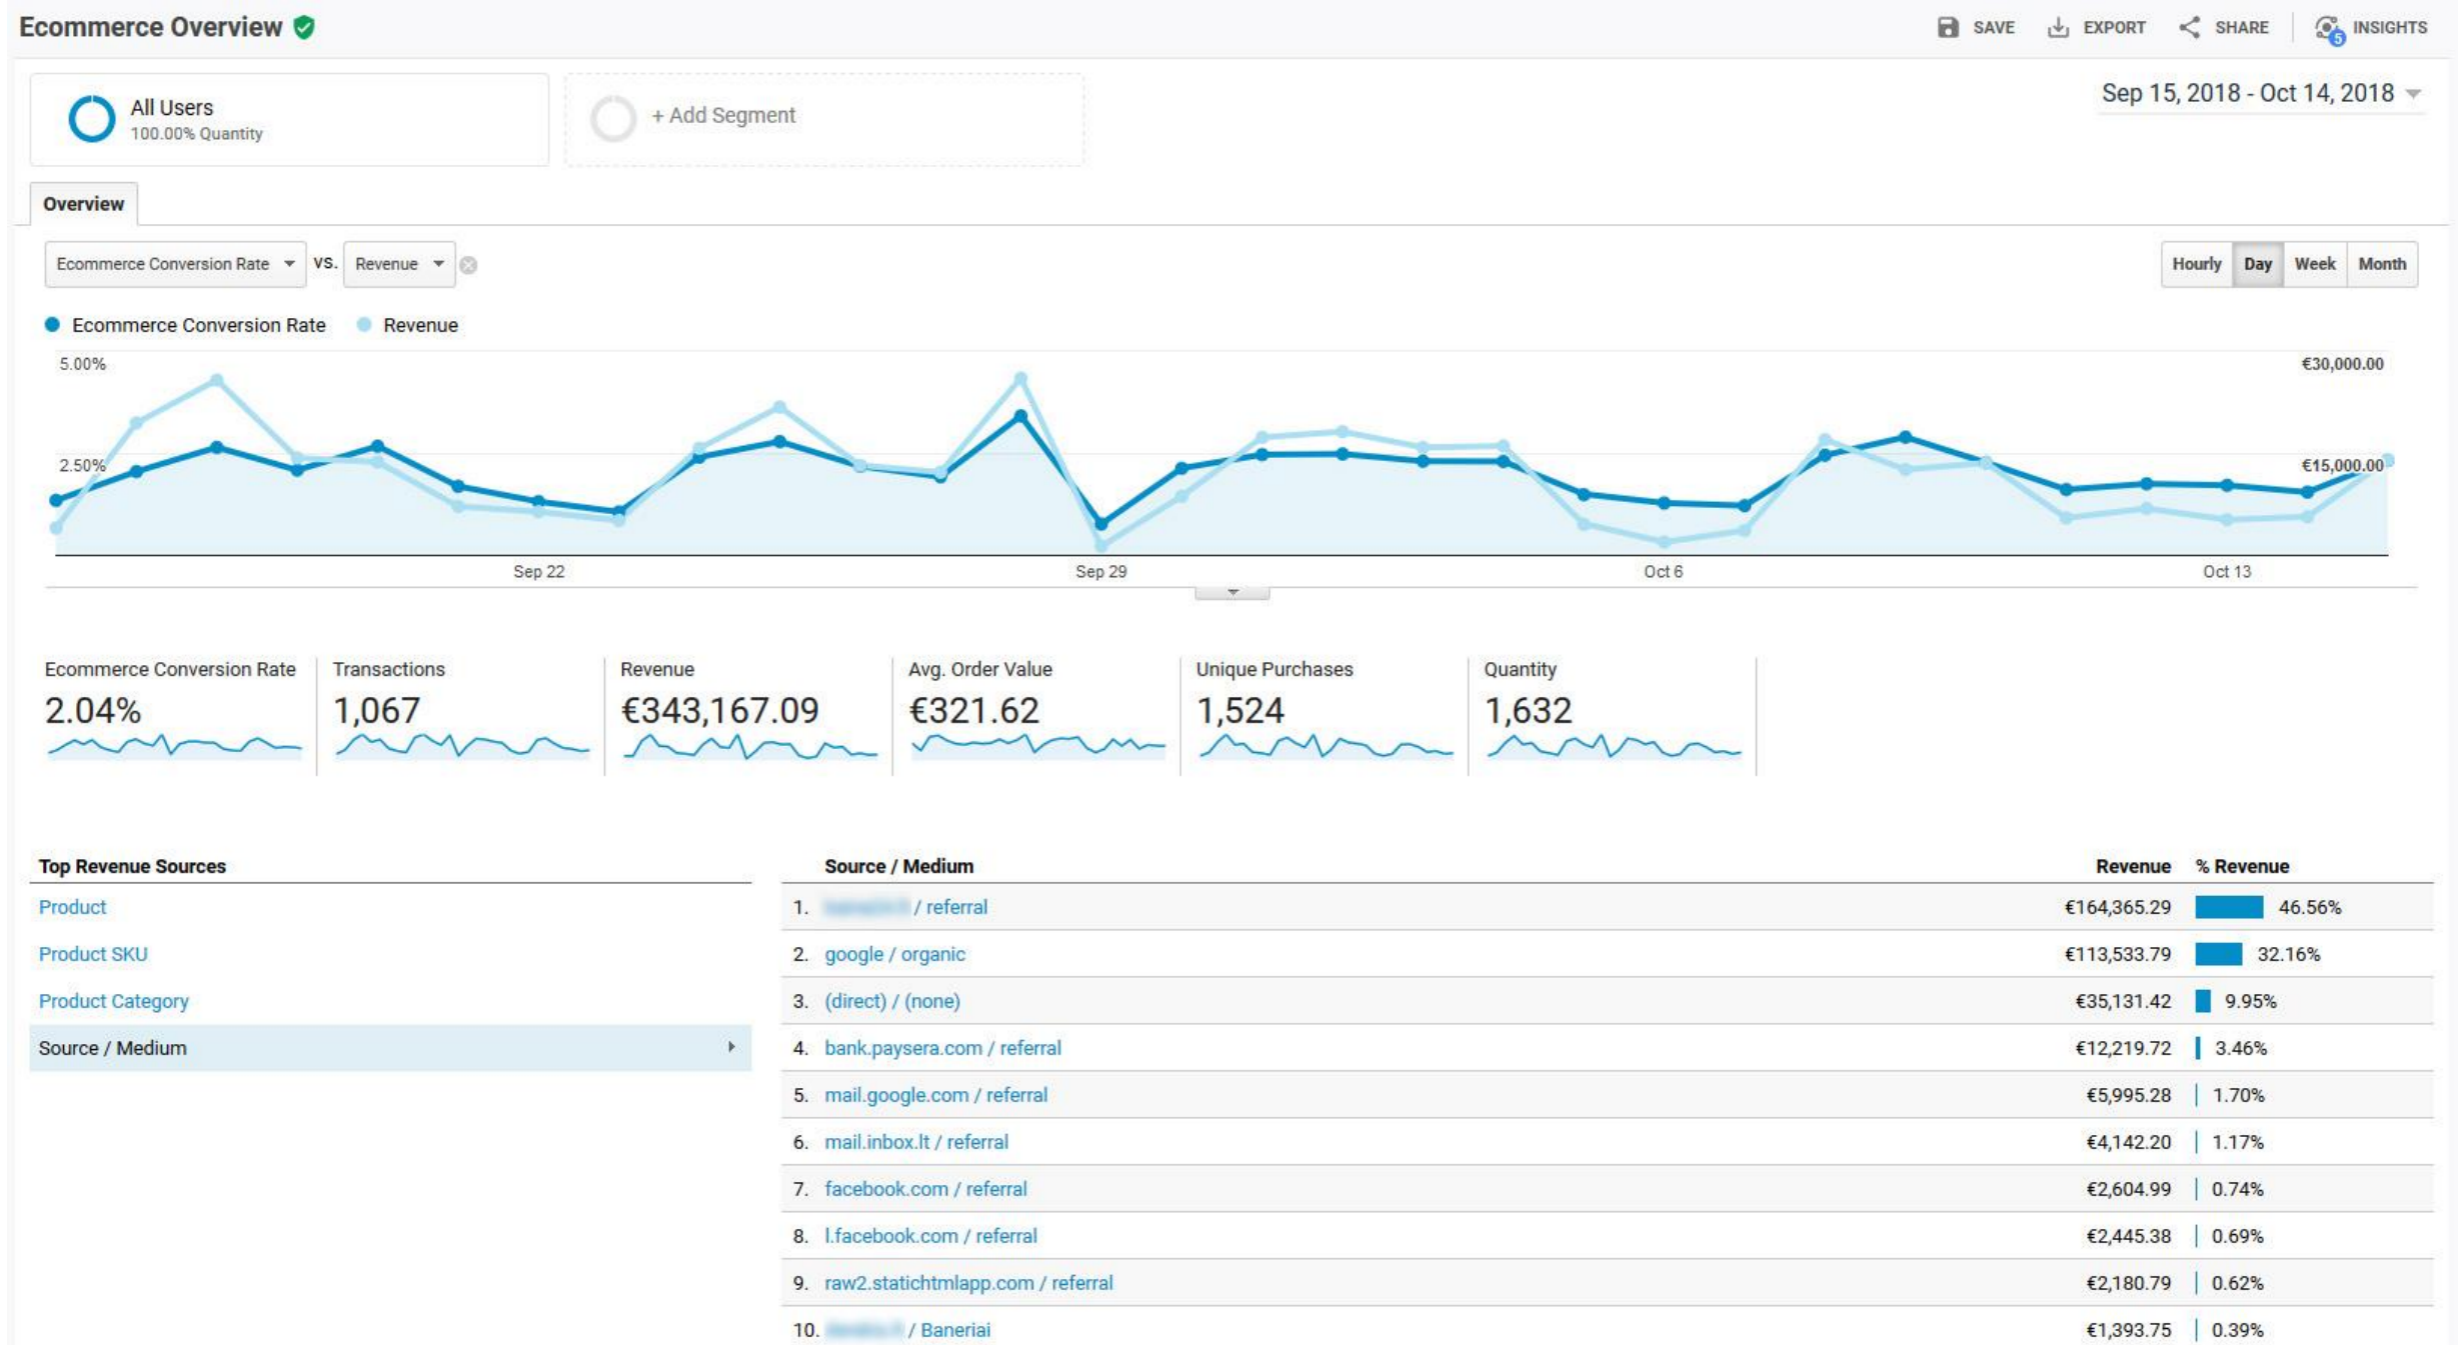 Ecommerce Overview
SAVE EXPORT SHARE INSIGHTS
5
All Users
100.00% Quantity
+ Add Segment
Sep 15, 2018 - Oct 14, 2018
Overview
Ecommerce Conversion Rate VS. Revenue
Hourly Day Week Month
Ecommerce Conversion Rate Revenue
5.00% €30,000.00
2.50% €15,000.00
Sep 22 Sep 29 Oct 6 Oct 13
Ecommerce Conversion Rate Transactions Revenue Avg. Order Value Unique Purchases Quantity
2.04% 1,067 €343,167.09 €321.62 1,524 1,632
Top Revenue Sources
Product
Product SKU
Product Category
Source / Medium
Source / Medium Revenue % Revenue
1. / referral €164,365.29 46.56%
2. google / organic €113,533.79 32.16%
3. (direct) / (none) €35,131.42 9.95%
4. bank.paysera.com / referral €12,219.72 3.46%
5. mail.google.com / referral €5,995.28 1.70%
6. mail.inbox.lt / referral €4,142.20 1.17%
7. facebook.com / referral €2,604.99 0.74%
8. l.facebook.com / referral €2,445.38 0.69%
9. raw2.statichtmlapp.com / referral €2,180.79 0.62%
10. / Baneriai €1,393.75 0.39%